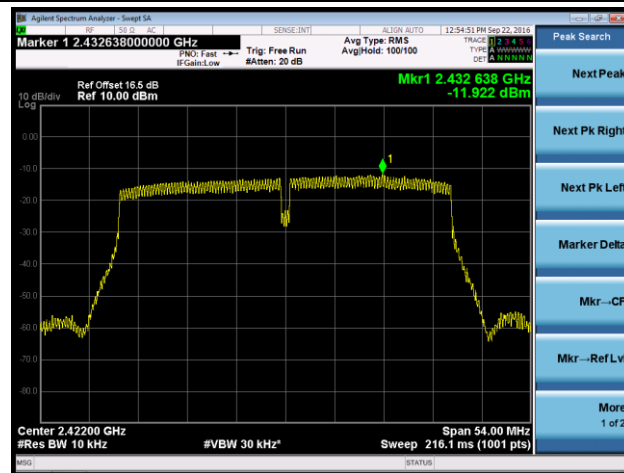 Agilent Spectrum Analyzer - Swept SA
RF 50 Ω AC SENSE:INT ALIGN AUTO 12:54:51 PM Sep 22, 2016
Marker 1 2.432638000000 GHz
PNO: Fast
IFGain:Low
Trig: Free Run
#Atten: 20 dB
Avg Type: RMS
Avg|Hold: 100/100
TRACE 1 2 3 4 5 6
TYPE A WWWWW
DET A N N N N N
Ref Offset 16.5 dB
Ref 10.00 dBm
10 dB/div
Log
Mkr1 2.432 638 GHz
-11.922 dBm
1
0.00
-10.0
-20.0
-30.0
-40.0
-50.0
-60.0
-70.0
-80.0
Center 2.42200 GHz
#Res BW 10 kHz
#VBW 30 kHz*
Span 54.00 MHz
Sweep 216.1 ms (1001 pts)
MSG STATUS
Peak Search
Next Peak
Next Pk Right
Next Pk Left
Marker Delta
Mkr→CF
Mkr→Ref Lvl
More
1 of 2